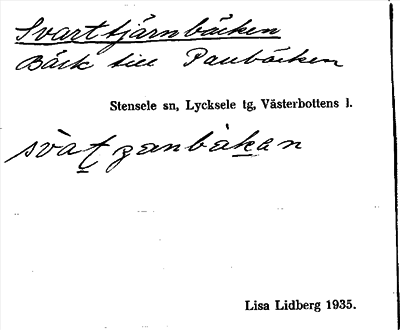 Svarttjärnbäcken
Bäck till Paubäcken
Stensele sn, Lycksele tg, Västerbottens l.
Lisa Lidberg 1935.